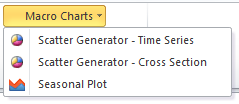 Macro Charts
Scatter Generator - Time Series
Scatter Generator - Cross Section
Seasonal Plot